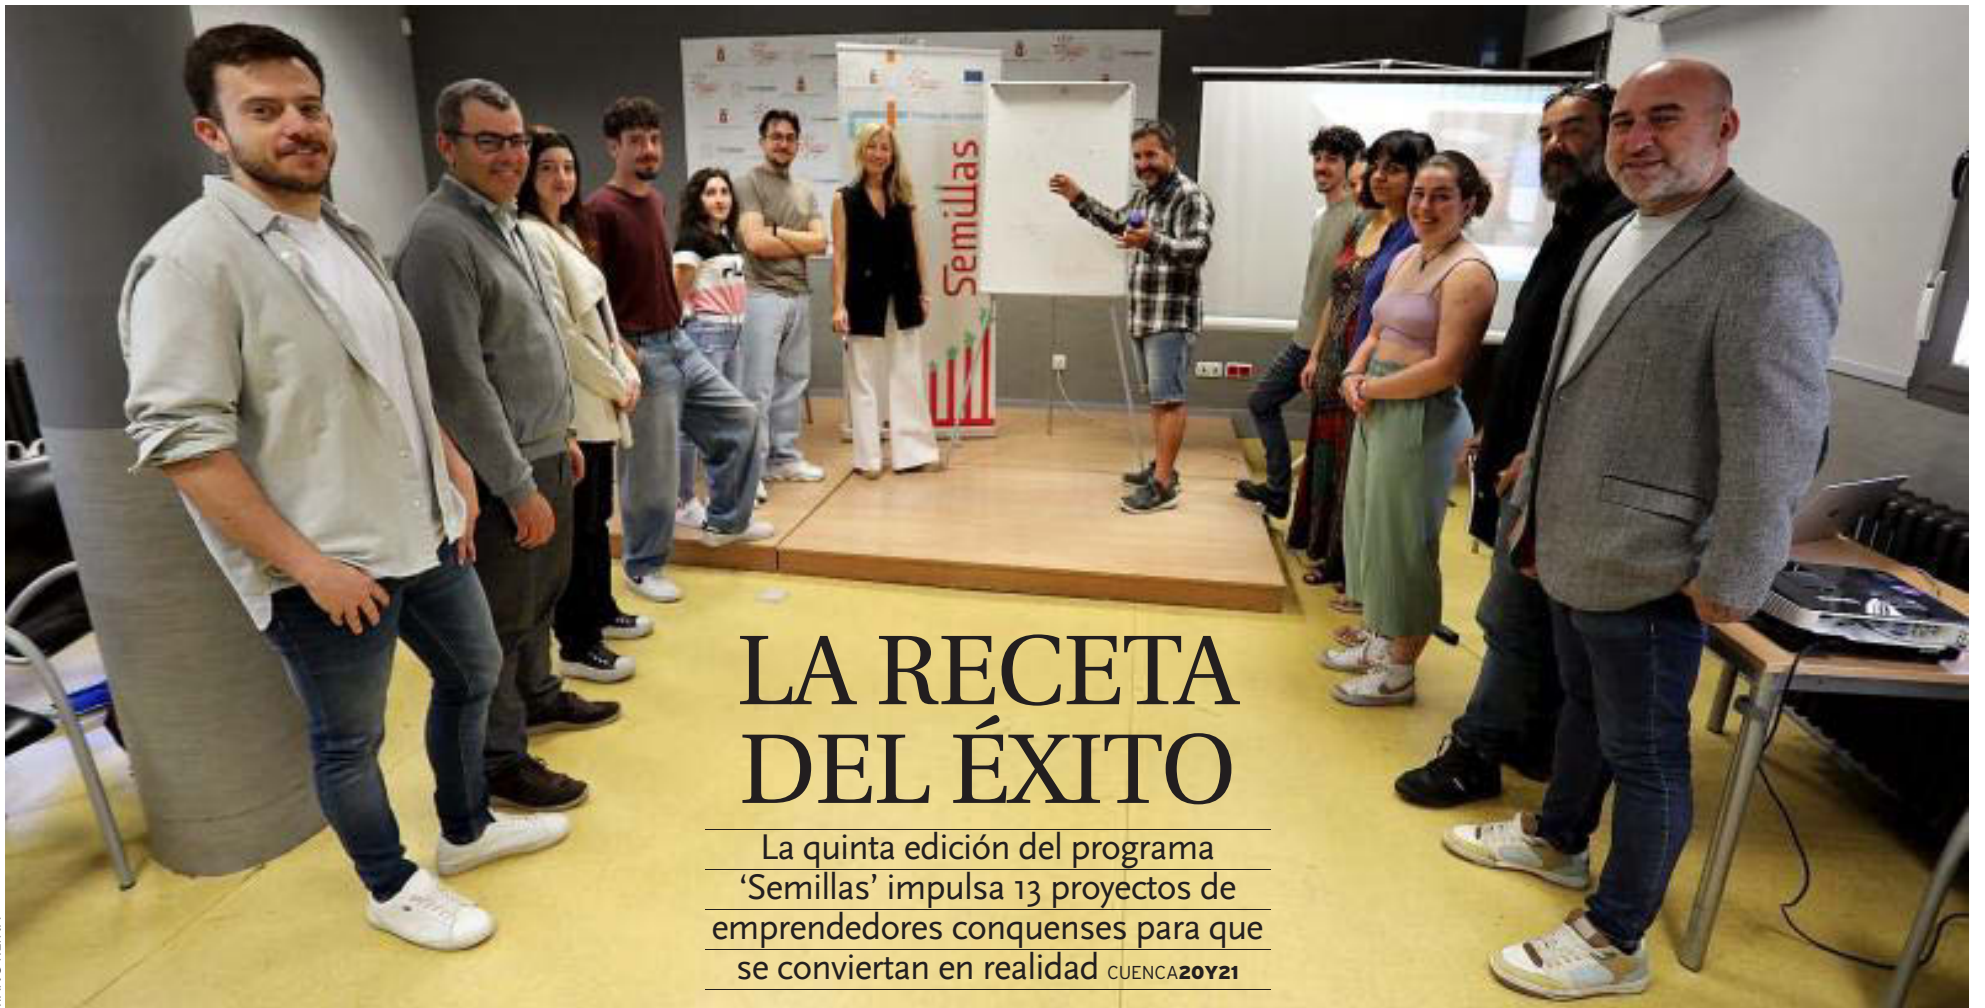 Semillas
LA RECETA
DEL ÉXITO
La quinta edición del programa
‘Semillas’ impulsa 13 proyectos de
emprendedores conquenses para que
se conviertan en realidad CUENCA20Y21